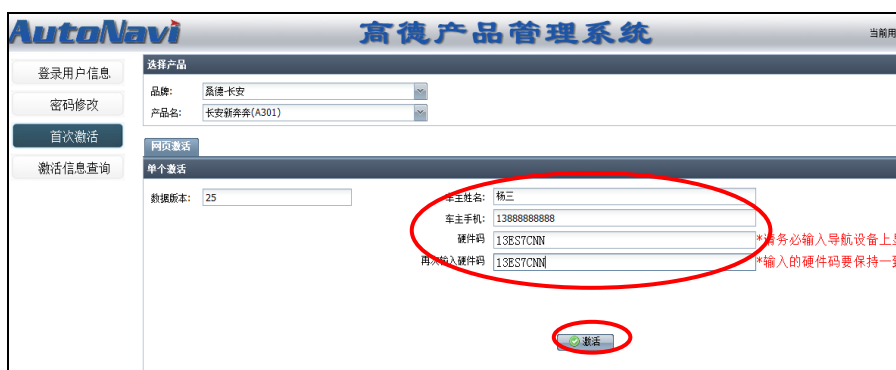 AutoNavi
高德产品管理系统
当前用
登录用户信息
密码修改
首次激活
激活信息查询
选择产品
品牌: 桑德-长安
产品名: 长安新奔奔(A301)
网页激活
单个激活
数据版本: 25
车主姓名: 杨三
车主手机: 13888888888
硬件码 13ES7CNN *请务必输入导航设备上
再次输入硬件码 13ES7CNN *输入的硬件码要保持一
激活